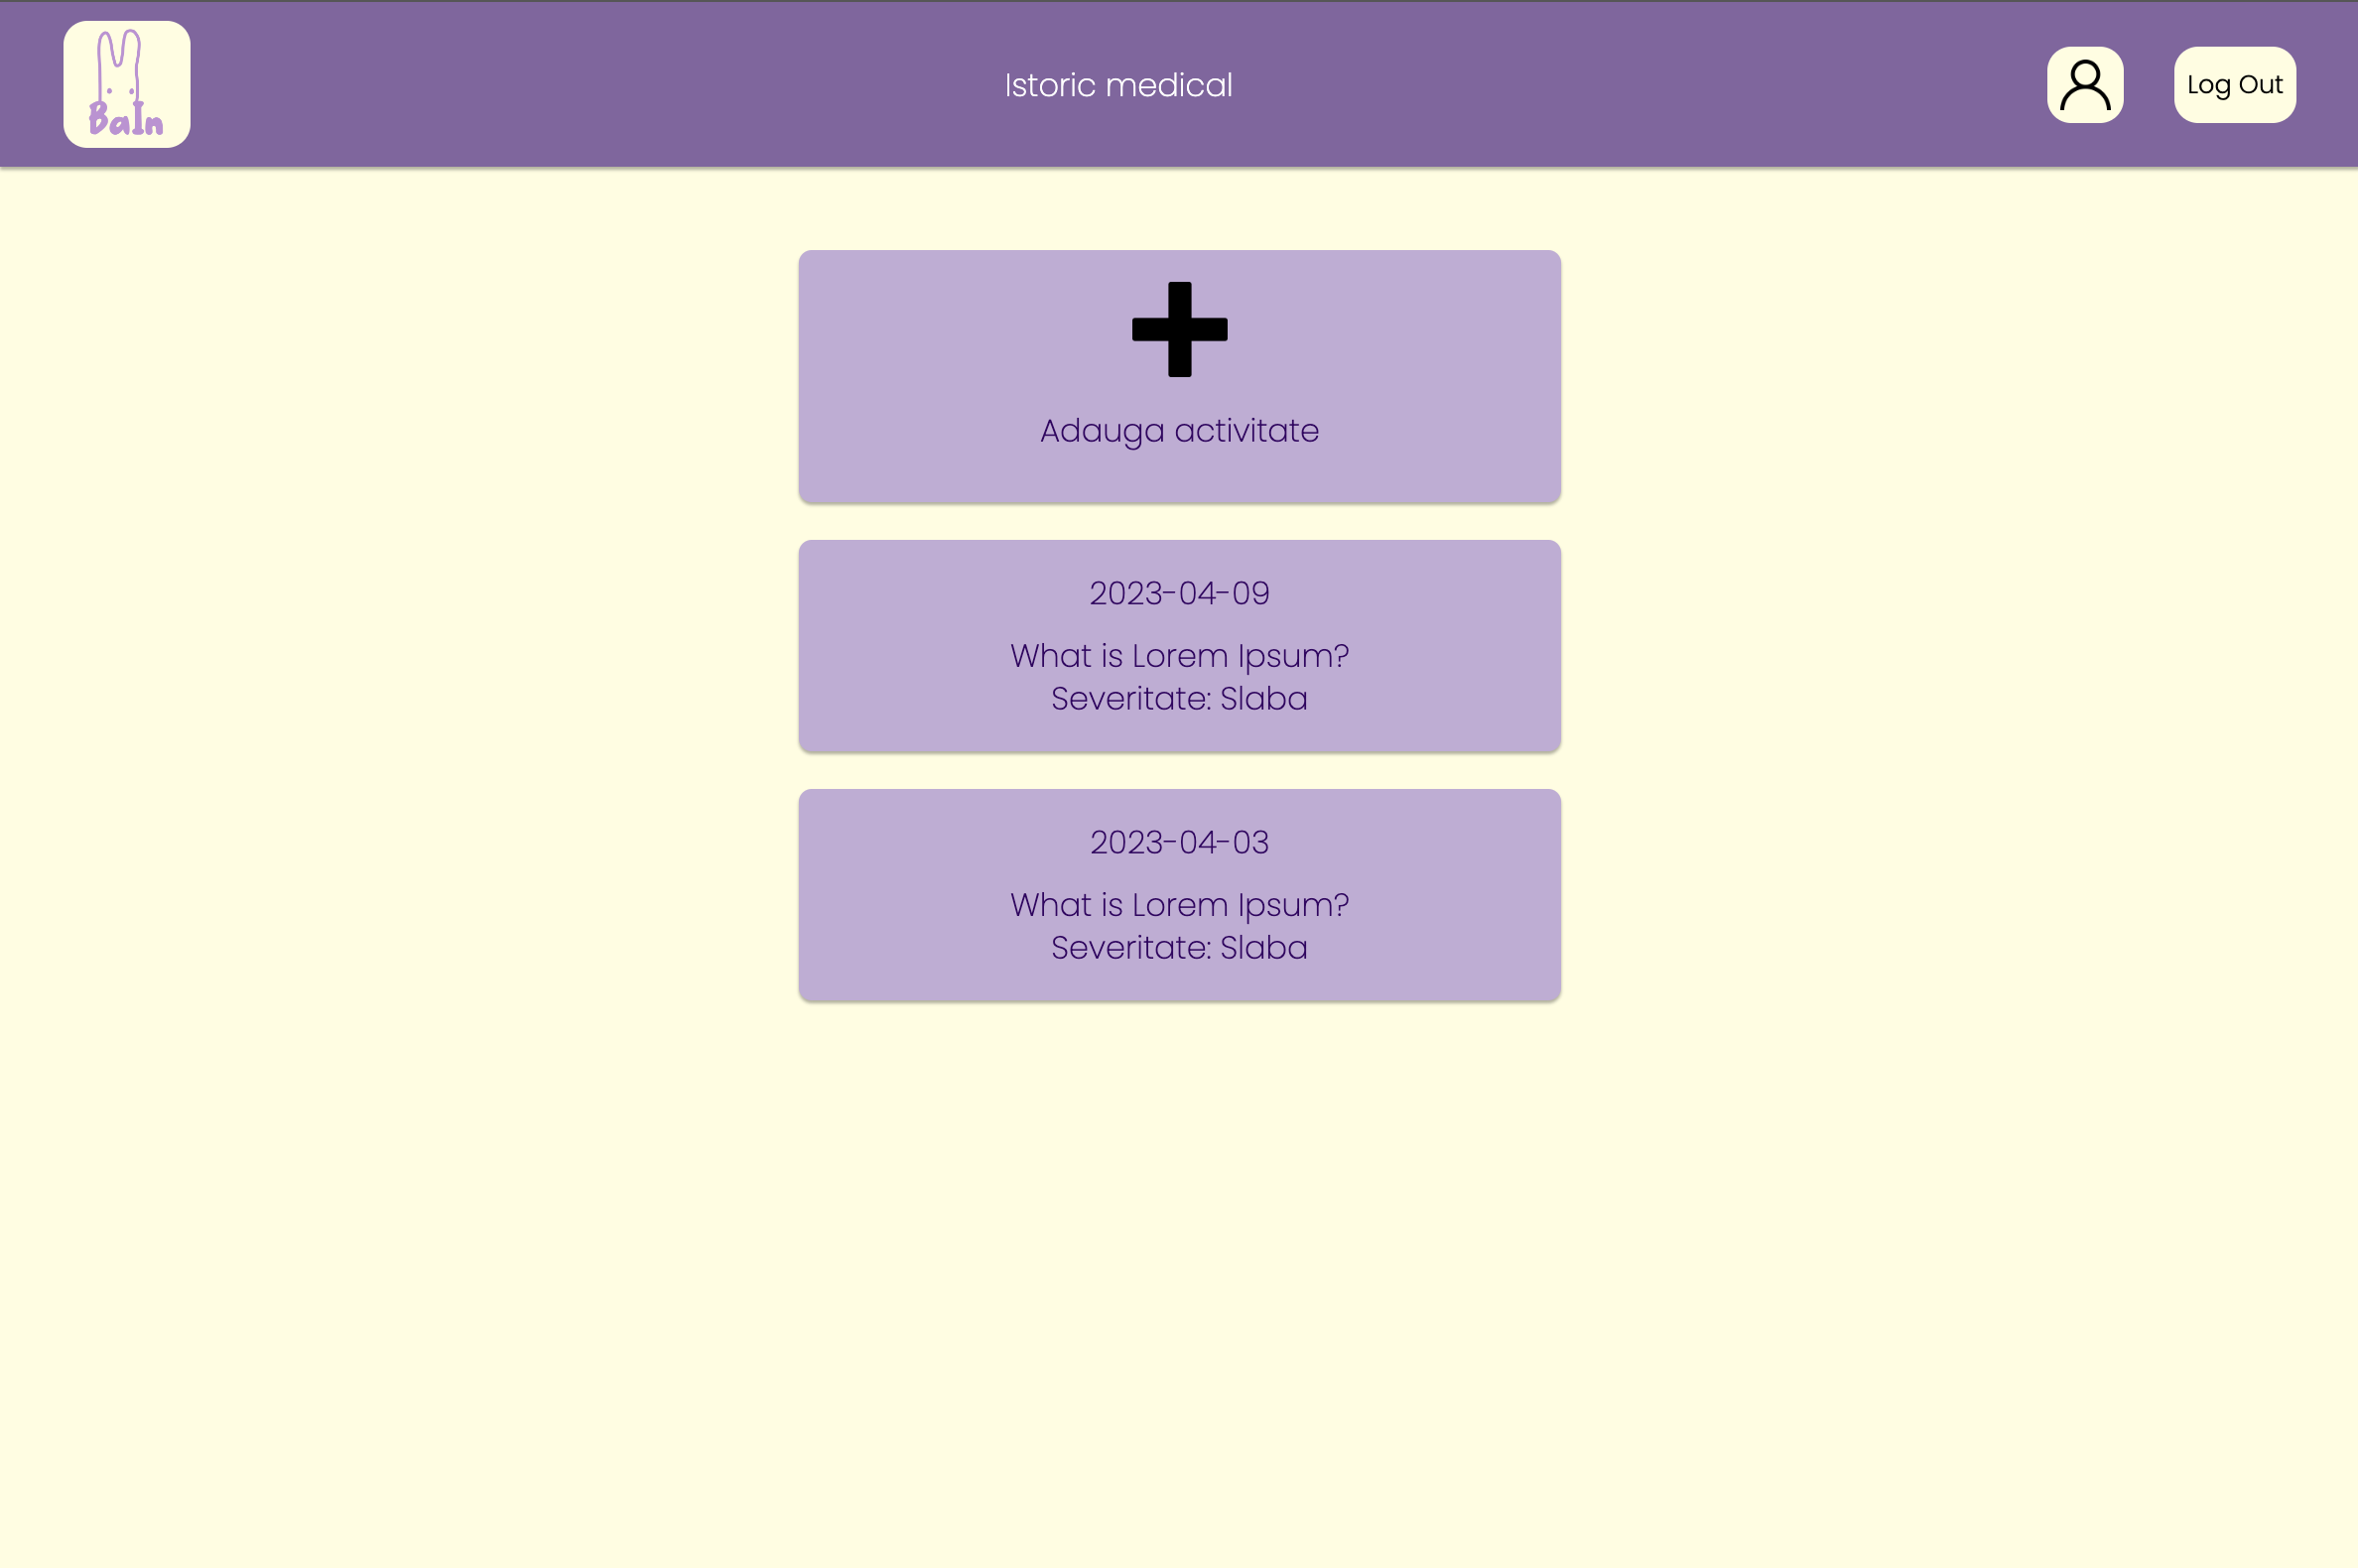 BaIn
Istoric medical
Log Out
Adauga activitate
2023-04-09
What is Lorem Ipsum?
Severitate: Slaba
2023-04-03
What is Lorem Ipsum?
Severitate: Slaba